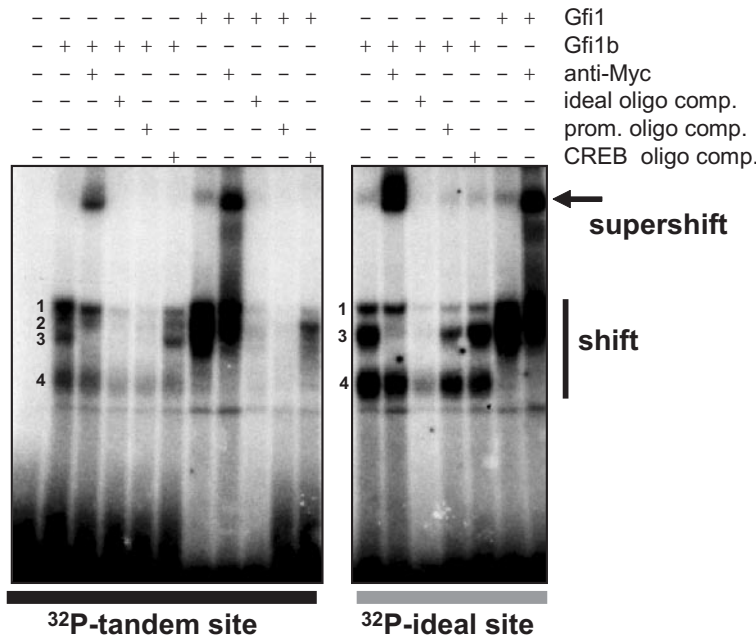 – – – – – – + + + + + – – – – – + + Gfi1
– + + + + + – – – – – + + + + + – – Gfi1b
– – + – – – – + – – – – + – – – – + anti-Myc
– – – + – – – – + – – – – + – – – – ideal oligo comp.
– – – – + – – – – + – – – – + – – – prom. oligo comp.
– – – – – + – – – – + – – – – + – – CREB oligo comp.
supershift
1
2
3
4
1
3
4
shift
32P-tandem site
32P-ideal site